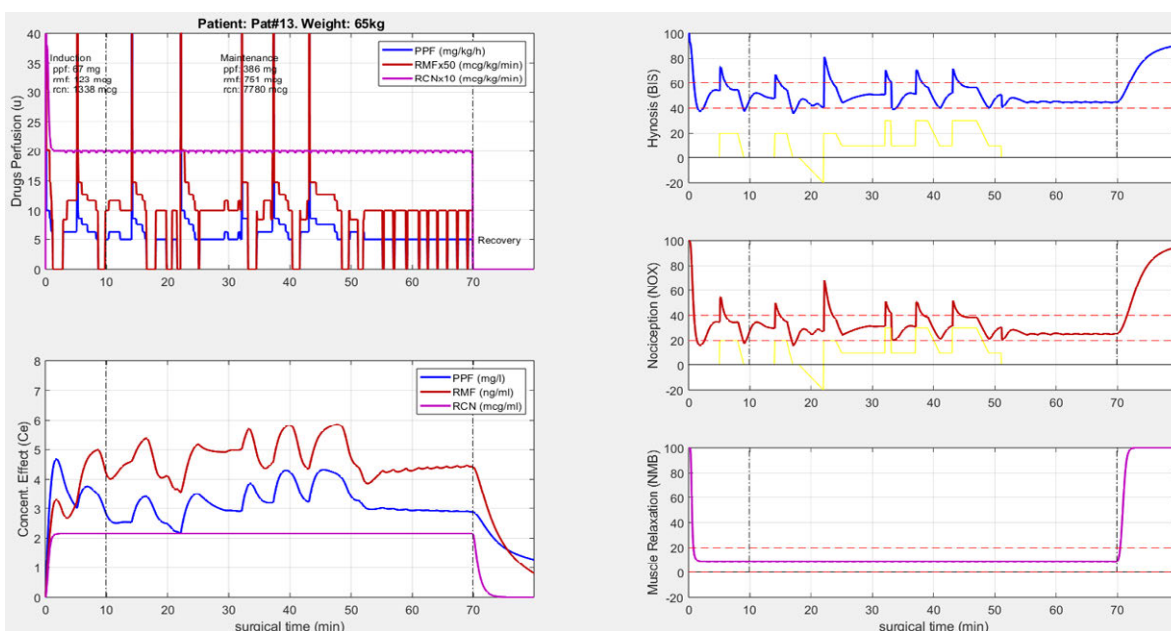 Patient: Pat#13. Weight: 65kg
Drugs Perfusion (u)
40
35
30
25
20
15
10
5
0
Induction
ppf: 67 mg
rmf: 123 mcg
rcn: 1338 mcg
Maintenance
ppf: 386 mg
rmf: 751 mcg
rcn: 7780 mcg
PPF (mg/kg/h)
RMFx50 (mcg/kg/min)
RCNx10 (mcg/kg/min)
Recovery
0 10 20 30 40 50 60 70
Concent. Effect (Ce)
8
7
6
5
4
3
2
1
0
PPF (mg/l)
RMF (ng/ml)
RCN (mcg/ml)
0 10 20 30 40 50 60 70
surgical time (min)
Hynosis (BIS)
100
80
60
40
20
0
-20
0 10 20 30 40 50 60 70
Nociception (NOX)
100
80
60
40
20
0
-20
0 10 20 30 40 50 60 70
Muscle Relaxation (NMB)
100
80
60
40
20
0
0 10 20 30 40 50 60 70
surgical time (min)